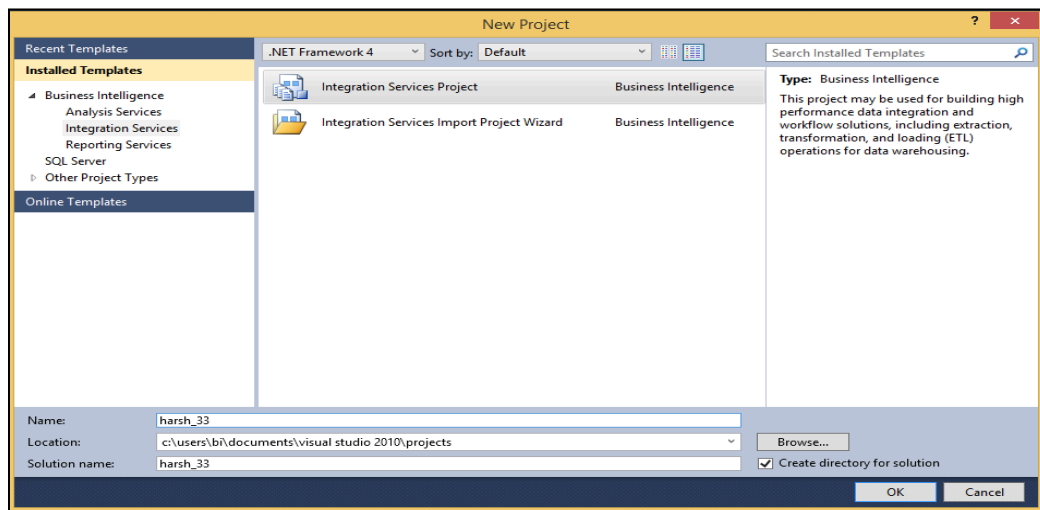 New Project
?
Recent Templates
.NET Framework 4
Sort by: Default
Search Installed Templates
Installed Templates
Business Intelligence
Analysis Services
Integration Services
Reporting Services
SQL Server
Other Project Types
Online Templates
Integration Services Project Business Intelligence
Integration Services Import Project Wizard Business Intelligence
Type: Business Intelligence
This project may be used for building high
performance data integration and
workflow solutions, including extraction,
transformation, and loading (ETL)
operations for data warehousing.
Name: harsh_33
Location: c:\users\bi\documents\visual studio 2010\projects
Browse...
Solution name: harsh_33
Create directory for solution
OK
Cancel